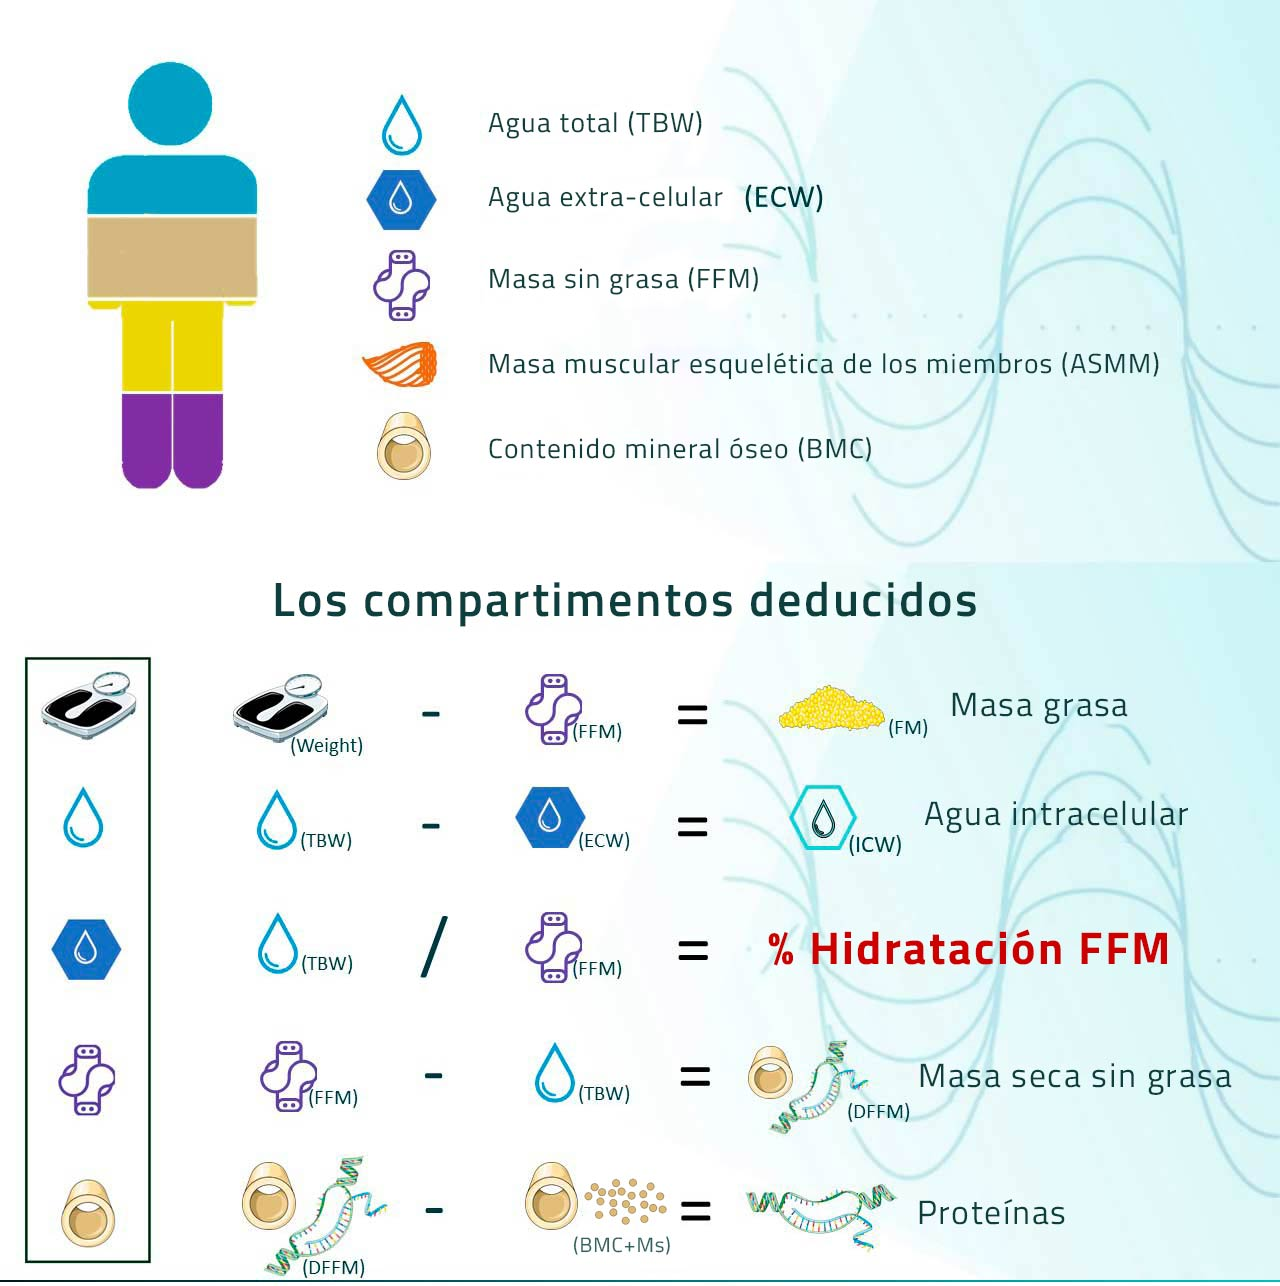 Agua total (TBW)
Agua extra-celular (ECW)
Masa sin grasa (FFM)
Masa muscular esquelética de los miembros (ASMM)
Contenido mineral óseo (BMC)
Los compartimentos deducidos
(Weight) - (FFM) = (FM) Masa grasa
(TBW) - (ECW) = (ICW) Agua intracelular
(TBW) / (FFM) = % Hidratación FFM
(FFM) - (TBW) = (DFFM) Masa seca sin grasa
(DFFM) - (BMC+Ms) = Proteínas